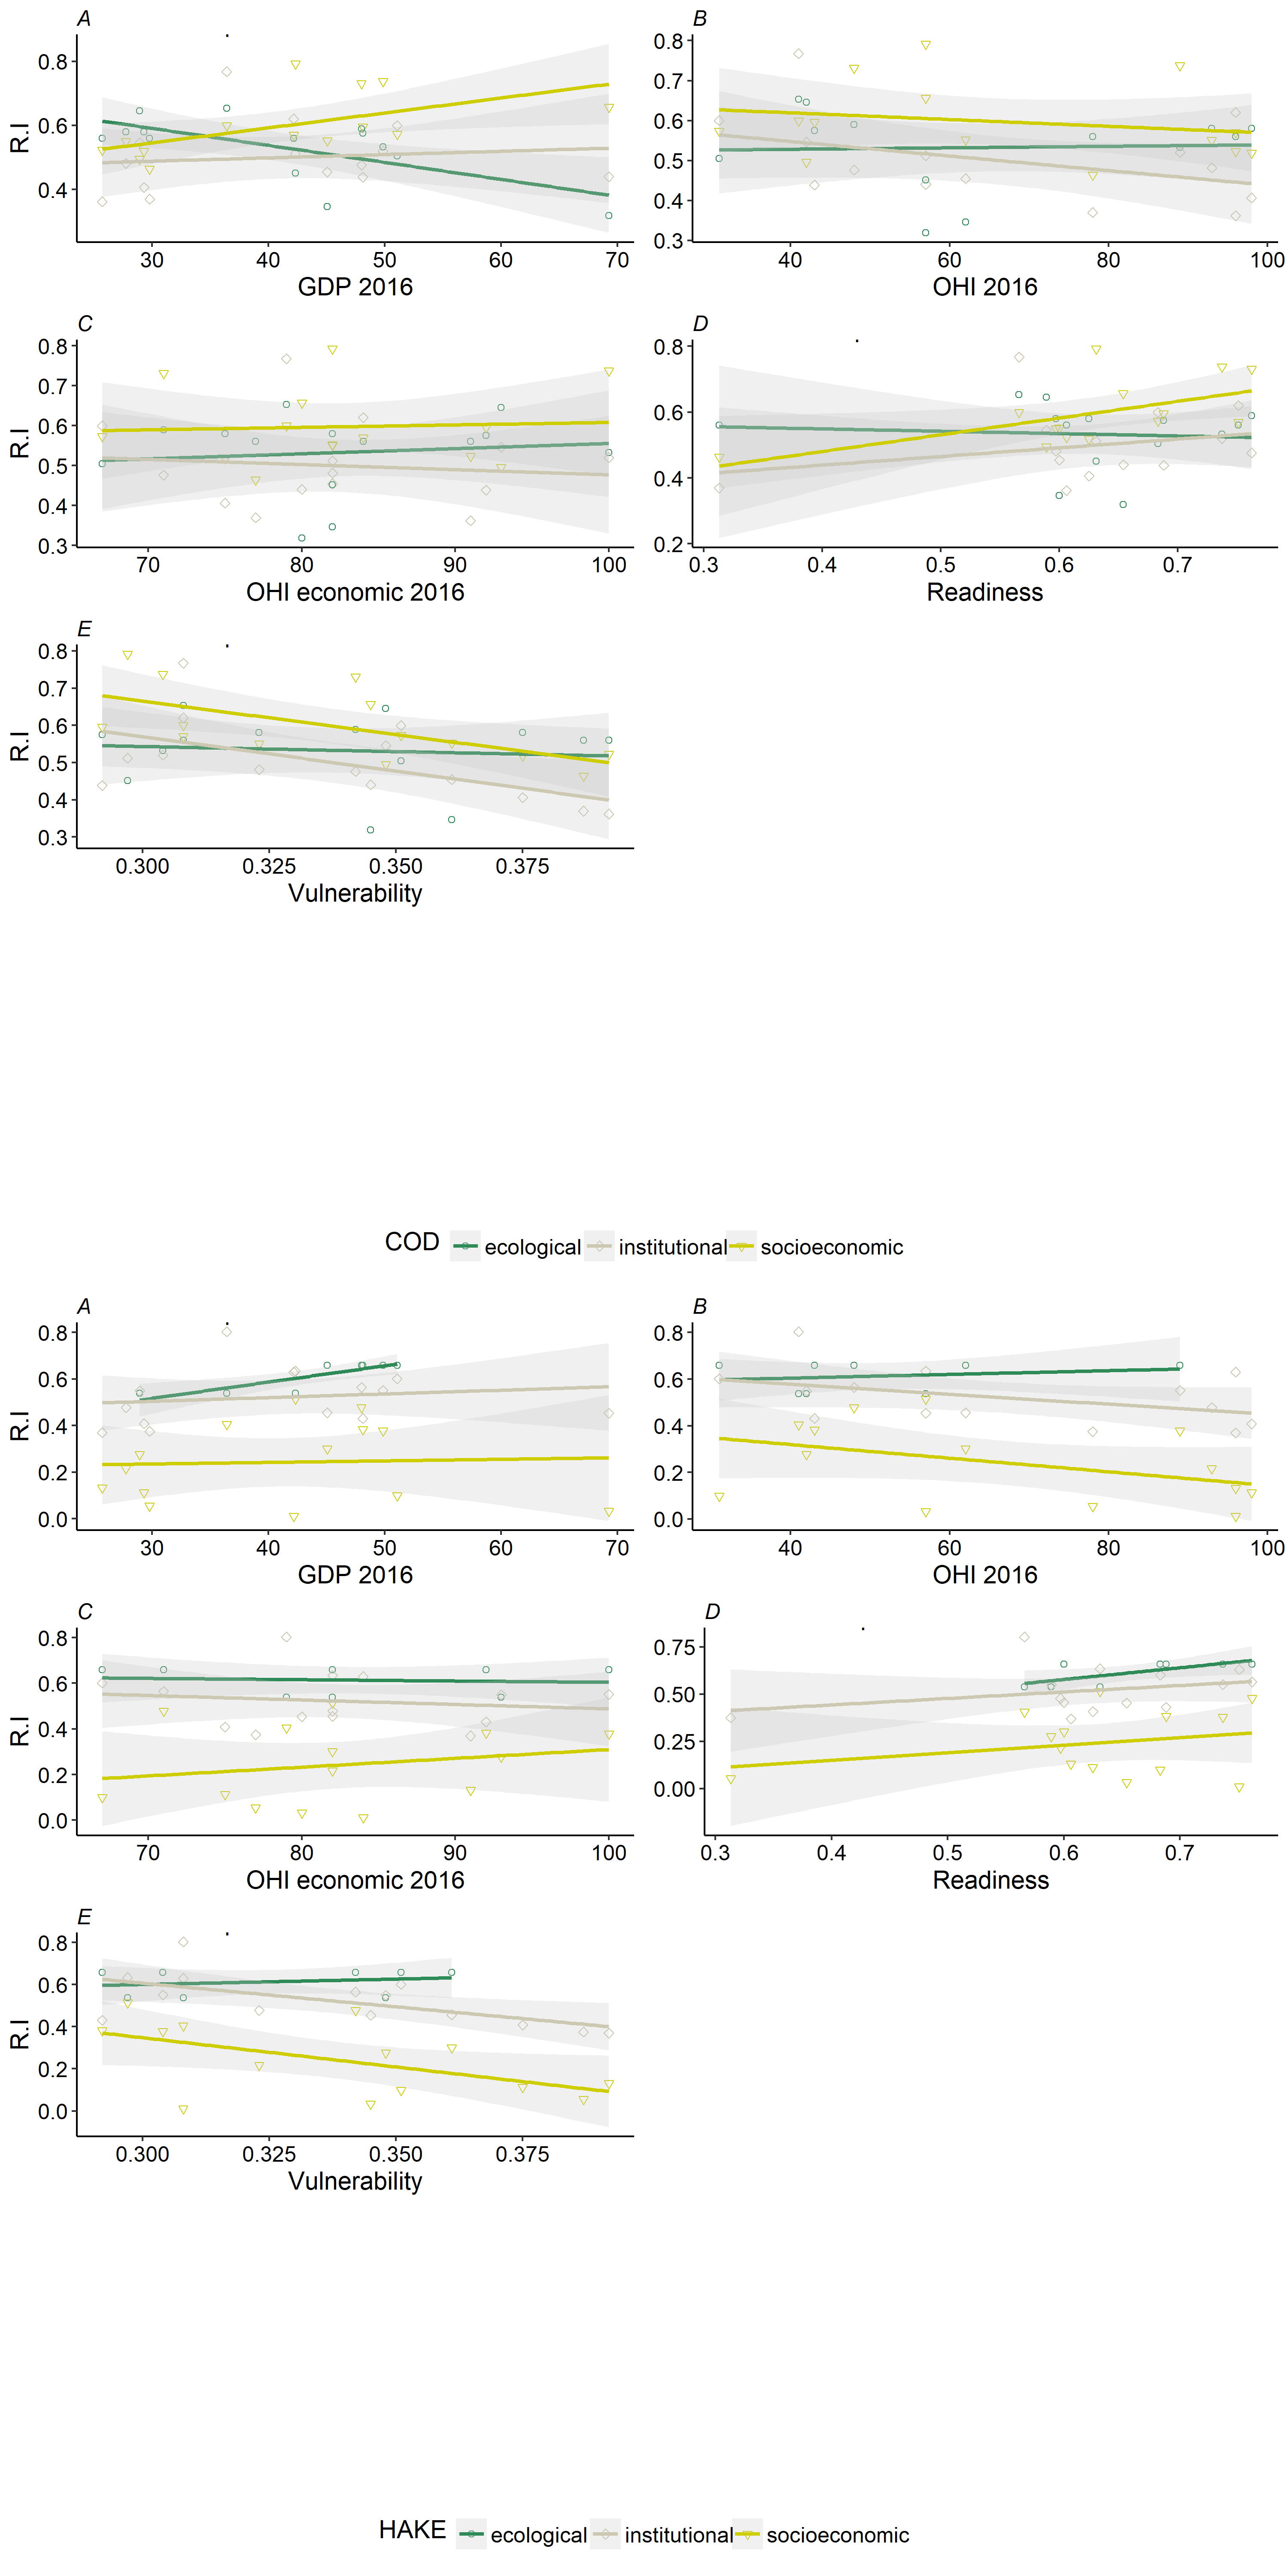 A
R.I
0.8
0.6
0.4
30 40 50 60 70
GDP 2016
B
0.8
0.7
0.6
0.5
0.4
0.3
40 60 80 100
OHI 2016
C
R.I
0.8
0.7
0.6
0.5
0.4
0.3
70 80 90 100
OHI economic 2016
D
0.8
0.6
0.4
0.2
0.3 0.4 0.5 0.6 0.7
Readiness
E
R.I
0.8
0.7
0.6
0.5
0.4
0.3
0.300 0.325 0.350 0.375
Vulnerability
COD ecological institutional socioeconomic
A
R.I
0.8
0.6
0.4
0.2
0.0
30 40 50 60 70
GDP 2016
B
0.8
0.6
0.4
0.2
0.0
40 60 80 100
OHI 2016
C
R.I
0.8
0.6
0.4
0.2
0.0
70 80 90 100
OHI economic 2016
D
0.75
0.50
0.25
0.00
0.3 0.4 0.5 0.6 0.7
Readiness
E
R.I
0.8
0.6
0.4
0.2
0.0
0.300 0.325 0.350 0.375
Vulnerability
HAKE ecological institutional socioeconomic